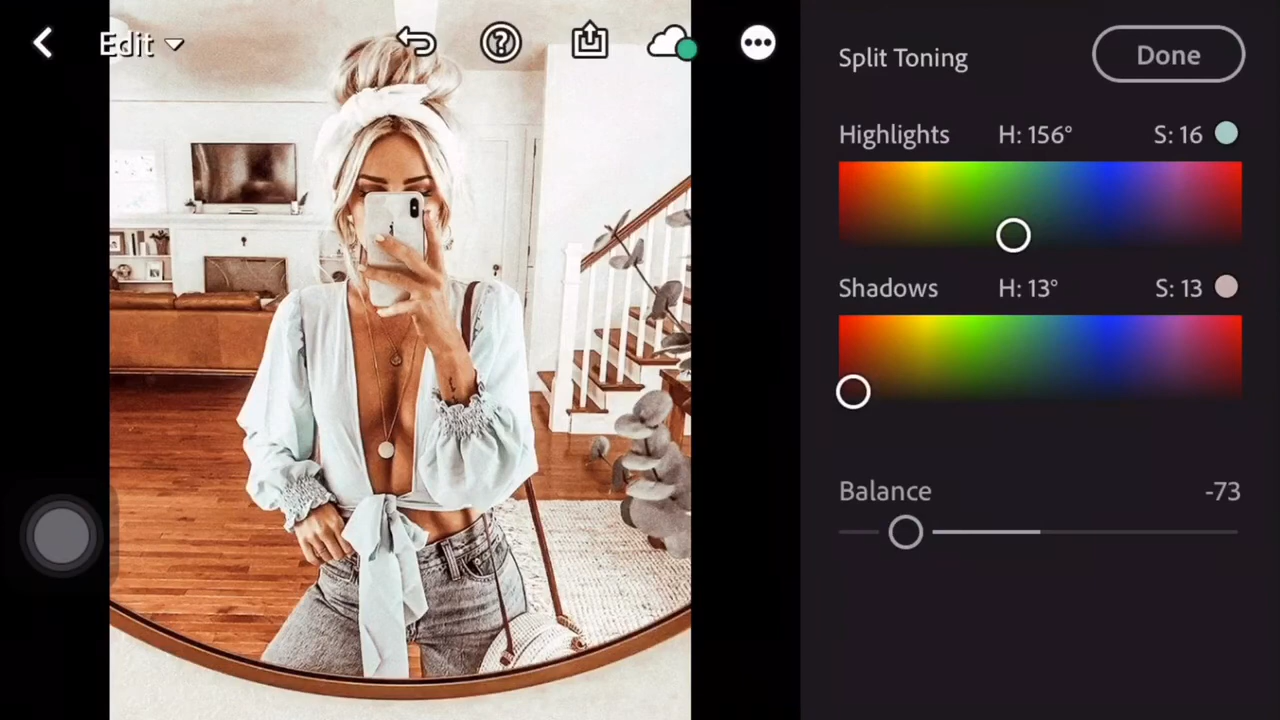 Edit
Split Toning
Done
Highlights H: 156° S: 16
Shadows H: 13° S: 13
Balance -73